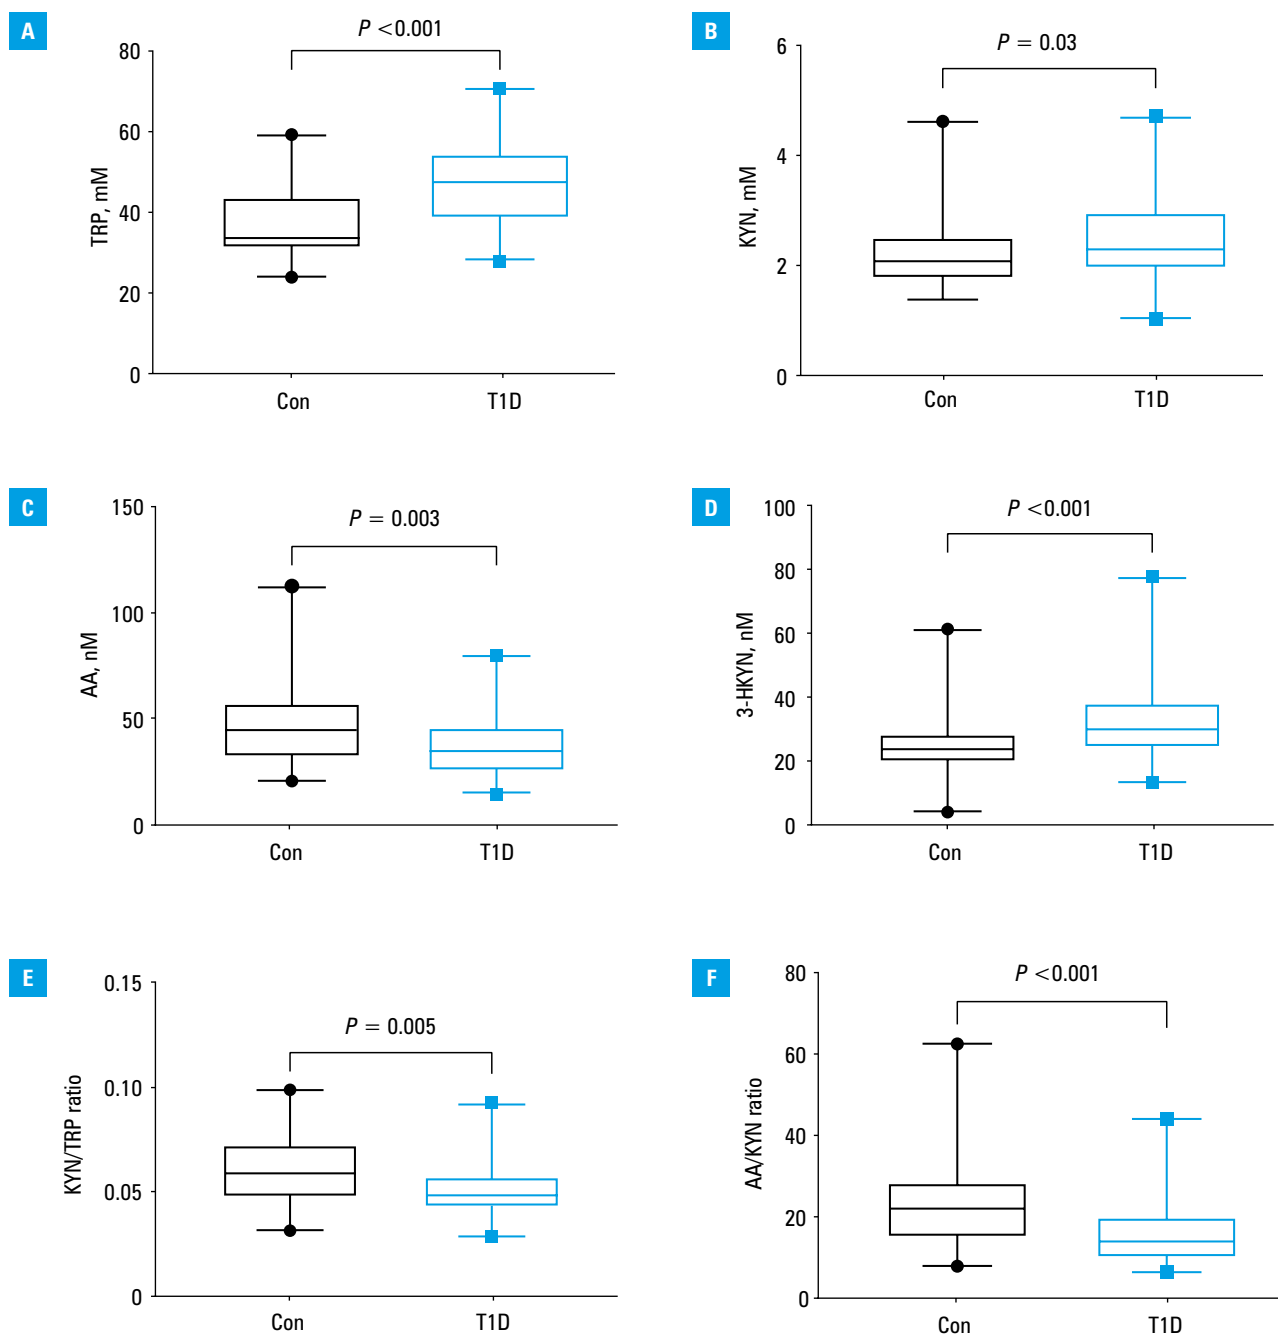 A
P <0.001
80
60
40
20
0
TRP, mM
Con
T1D
B
P = 0.03
6
4
2
0
KYN, mM
Con
T1D
C
P = 0.003
150
100
50
0
AA, nM
Con
T1D
D
P <0.001
100
80
60
40
20
0
3-HKYN, nM
Con
T1D
E
P = 0.005
0.15
0.10
0.05
0
KYN/TRP ratio
Con
T1D
F
P <0.001
80
60
40
20
0
AA/KYN ratio
Con
T1D